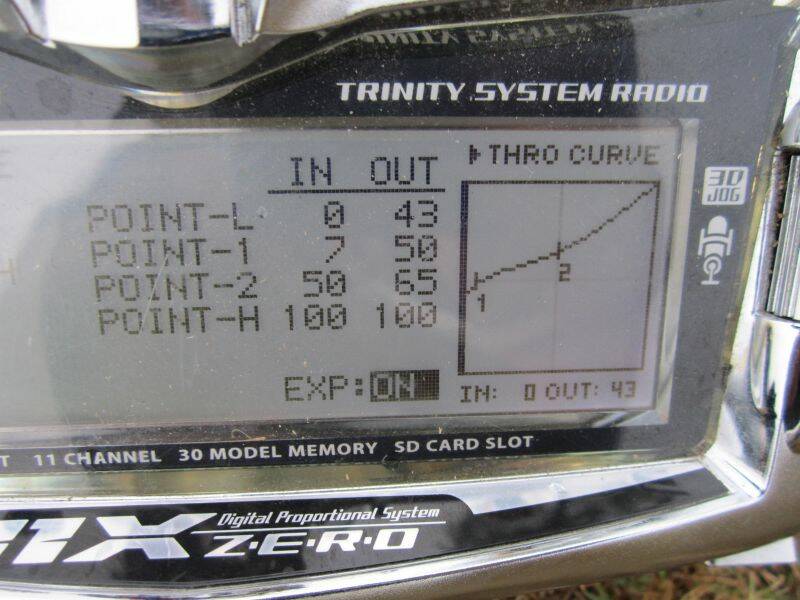 TRINITY SYSTEM RADIO
THRO CURVE
IN OUT
POINT-L 0 43
POINT-1 7 50
POINT-2 50 65
POINT-H 100 100
EXP:ON
1
2
IN: 0 OUT: 43
3D
JOG
11 CHANNEL 30 MODEL MEMORY SD CARD SLOT
11X
Digital Proportional System
Z·E·R·O